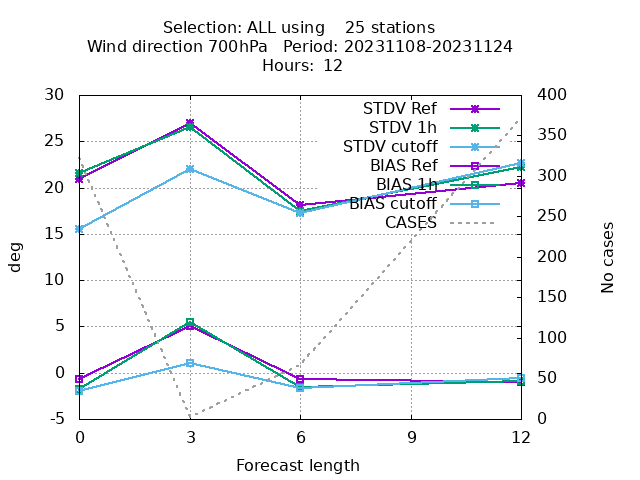 Selection: ALL using    25 stations
Wind direction 700hPa   Period: 20231108-20231124
Hours:  12
30
25
20
15
10
5
0
-5
400
350
300
250
200
150
100
50
0
deg
No cases
STDV Ref
STDV 1h
STDV cutoff
BIAS Ref
BIAS 1h
BIAS cutoff
CASES
0 3 6 9 12
Forecast length